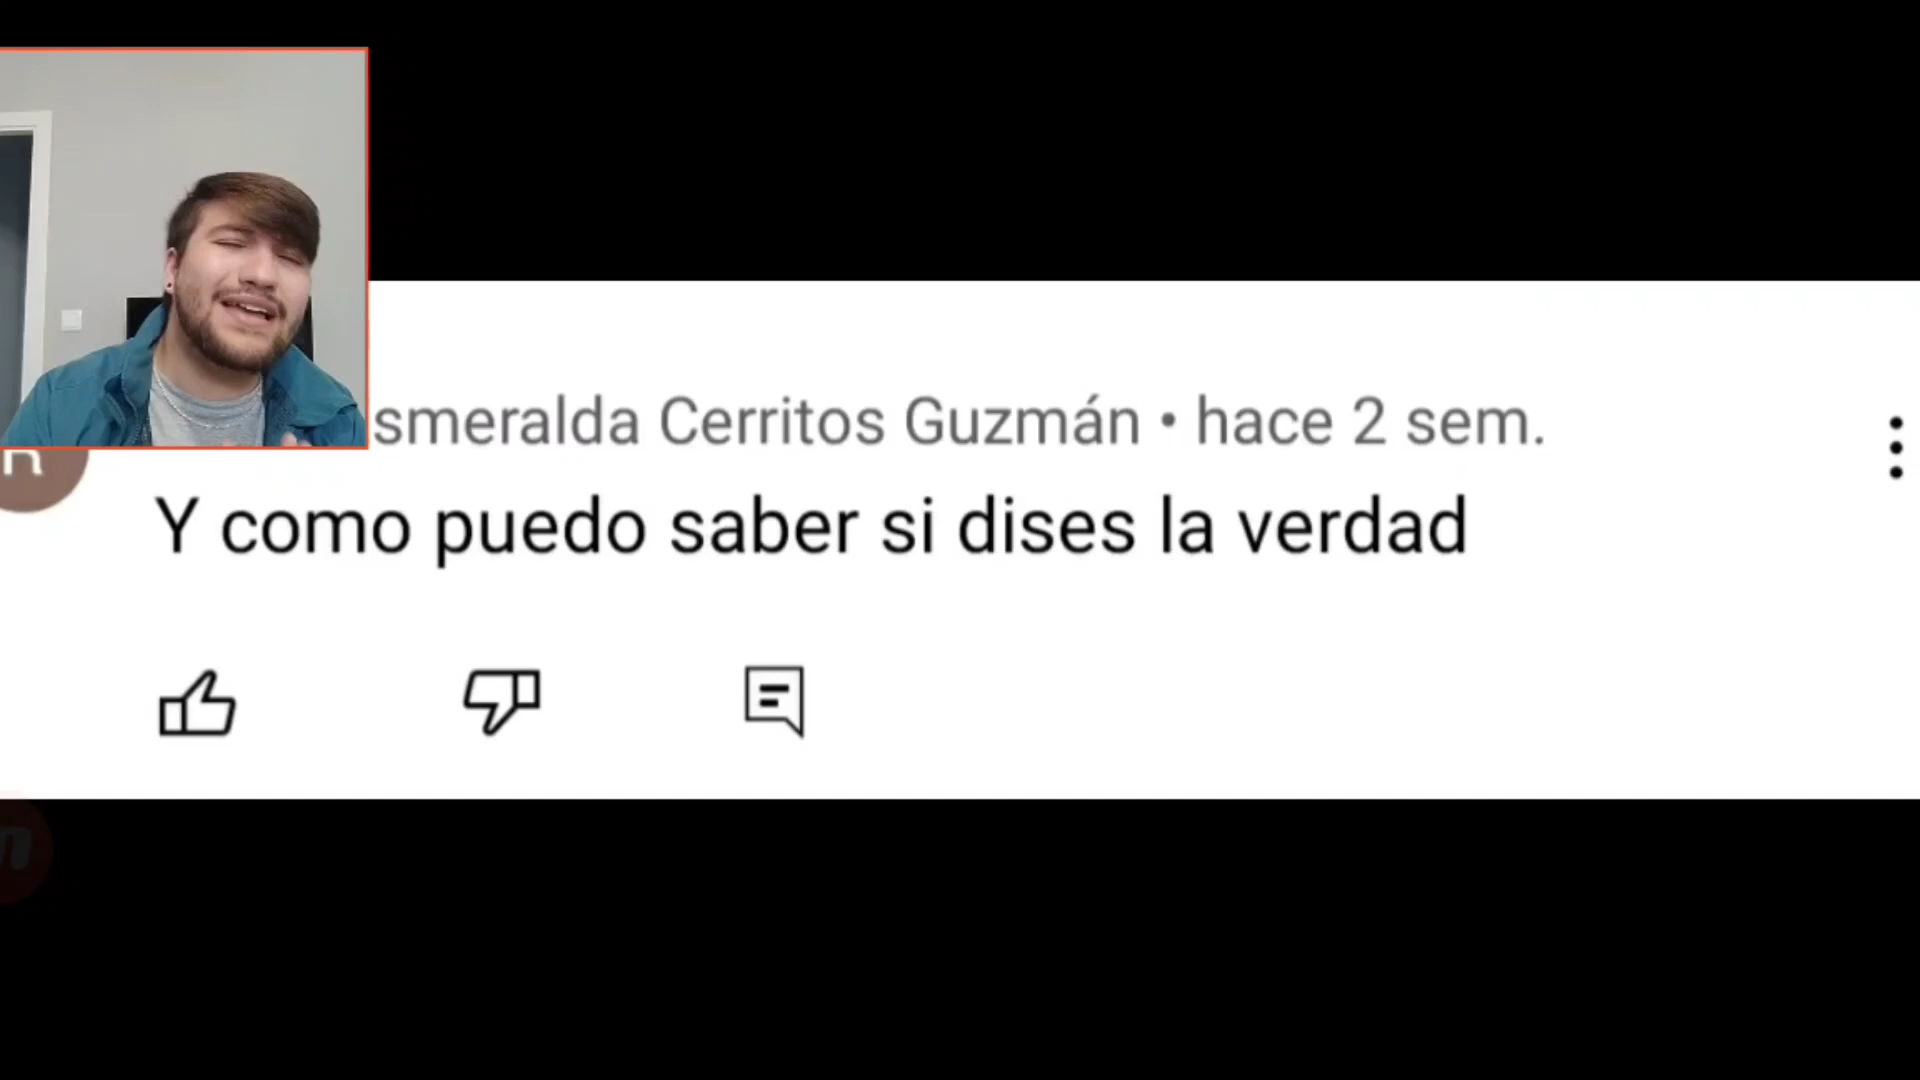 smeralda Cerritos Guzmán • hace 2 sem.
Y como puedo saber si dises la verdad